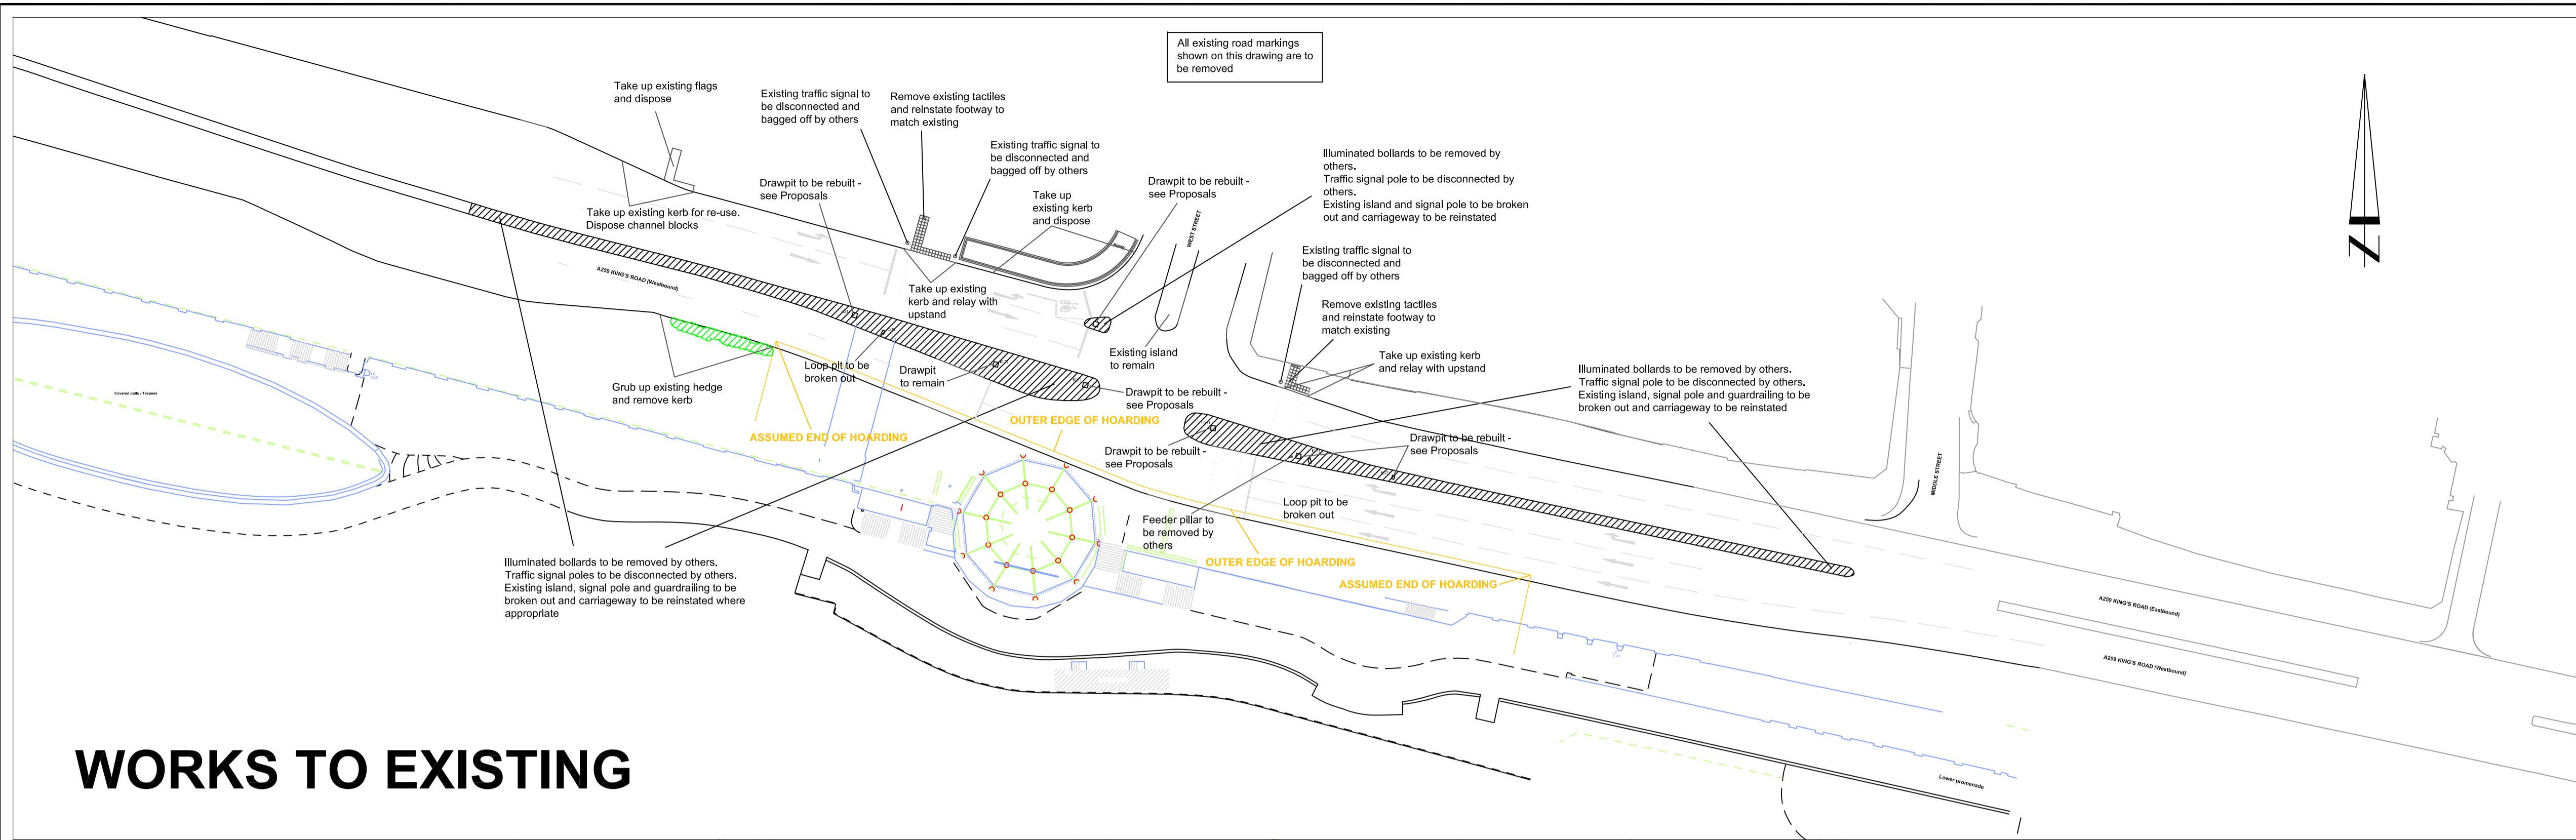 All existing road markings
shown on this drawing are to
be removed
Take up existing flags
and dispose
Existing traffic signal to
be disconnected and
bagged off by others
Remove existing tactiles
and reinstate footway to
match existing
Existing traffic signal to
be disconnected and
bagged off by others
Drawpit to be rebuilt -
see Proposals
Take up
existing kerb
and dispose
Drawpit to be rebuilt -
see Proposals
WEST STREET
Illuminated bollards to be removed by
others.
Traffic signal pole to be disconnected by
others.
Existing island and signal pole to be broken
out and carriageway to be reinstated
Take up existing kerb for re-use.
Dispose channel blocks
A259 KING'S ROAD (Westbound)
Take up existing
kerb and relay with
upstand
Existing traffic signal to
be disconnected and
bagged off by others
Remove existing tactiles
and reinstate footway to
match existing
Existing island
to remain
Take up existing kerb
and relay with upstand
Illuminated bollards to be removed by others.
Traffic signal pole to be disconnected by others.
Existing island, signal pole and guardrailing to be
broken out and carriageway to be reinstated
Grub up existing hedge
and remove kerb
Loop pit to be
broken out
Drawpit
to remain
Drawpit to be rebuilt -
see Proposals
Covered patio / Teepees
ASSUMED END OF HOARDING
OUTER EDGE OF HOARDING
Drawpit to be rebuilt -
see Proposals
Drawpit to be rebuilt -
see Proposals
MIDDLE STREET
Loop pit to be
broken out
Feeder pillar to
be removed by
others
OUTER EDGE OF HOARDING
ASSUMED END OF HOARDING
Illuminated bollards to be removed by others.
Traffic signal poles to be disconnected by others.
Existing island, signal pole and guardrailing to be
broken out and carriageway to be reinstated where
appropriate
A259 KING'S ROAD (Eastbound)
A259 KING'S ROAD (Westbound)
Lower promenade
WORKS TO EXISTING
N